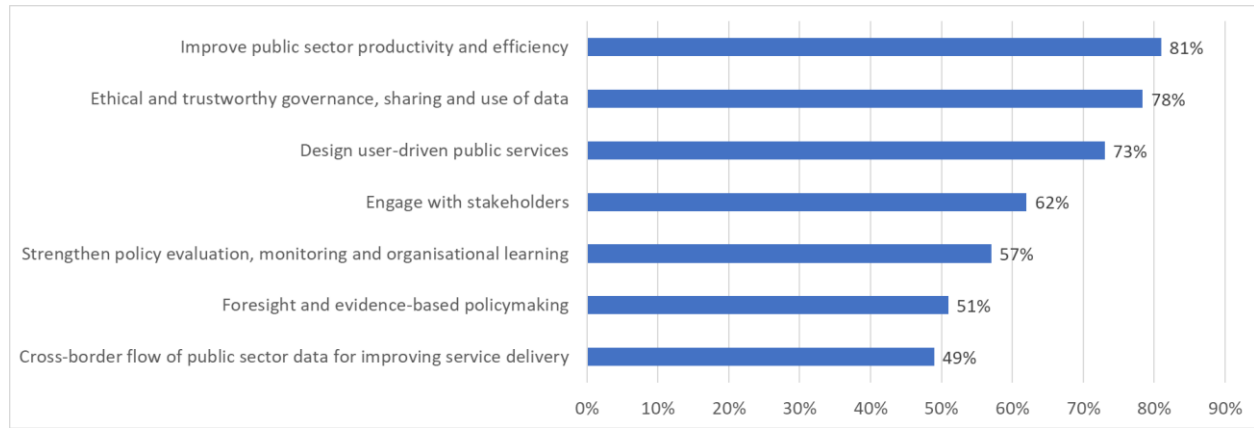 Improve public sector productivity and efficiency 81%
Ethical and trustworthy governance, sharing and use of data 78%
Design user-driven public services 73%
Engage with stakeholders 62%
Strengthen policy evaluation, monitoring and organisational learning 57%
Foresight and evidence-based policymaking 51%
Cross-border flow of public sector data for improving service delivery 49%
0% 10% 20% 30% 40% 50% 60% 70% 80% 90%